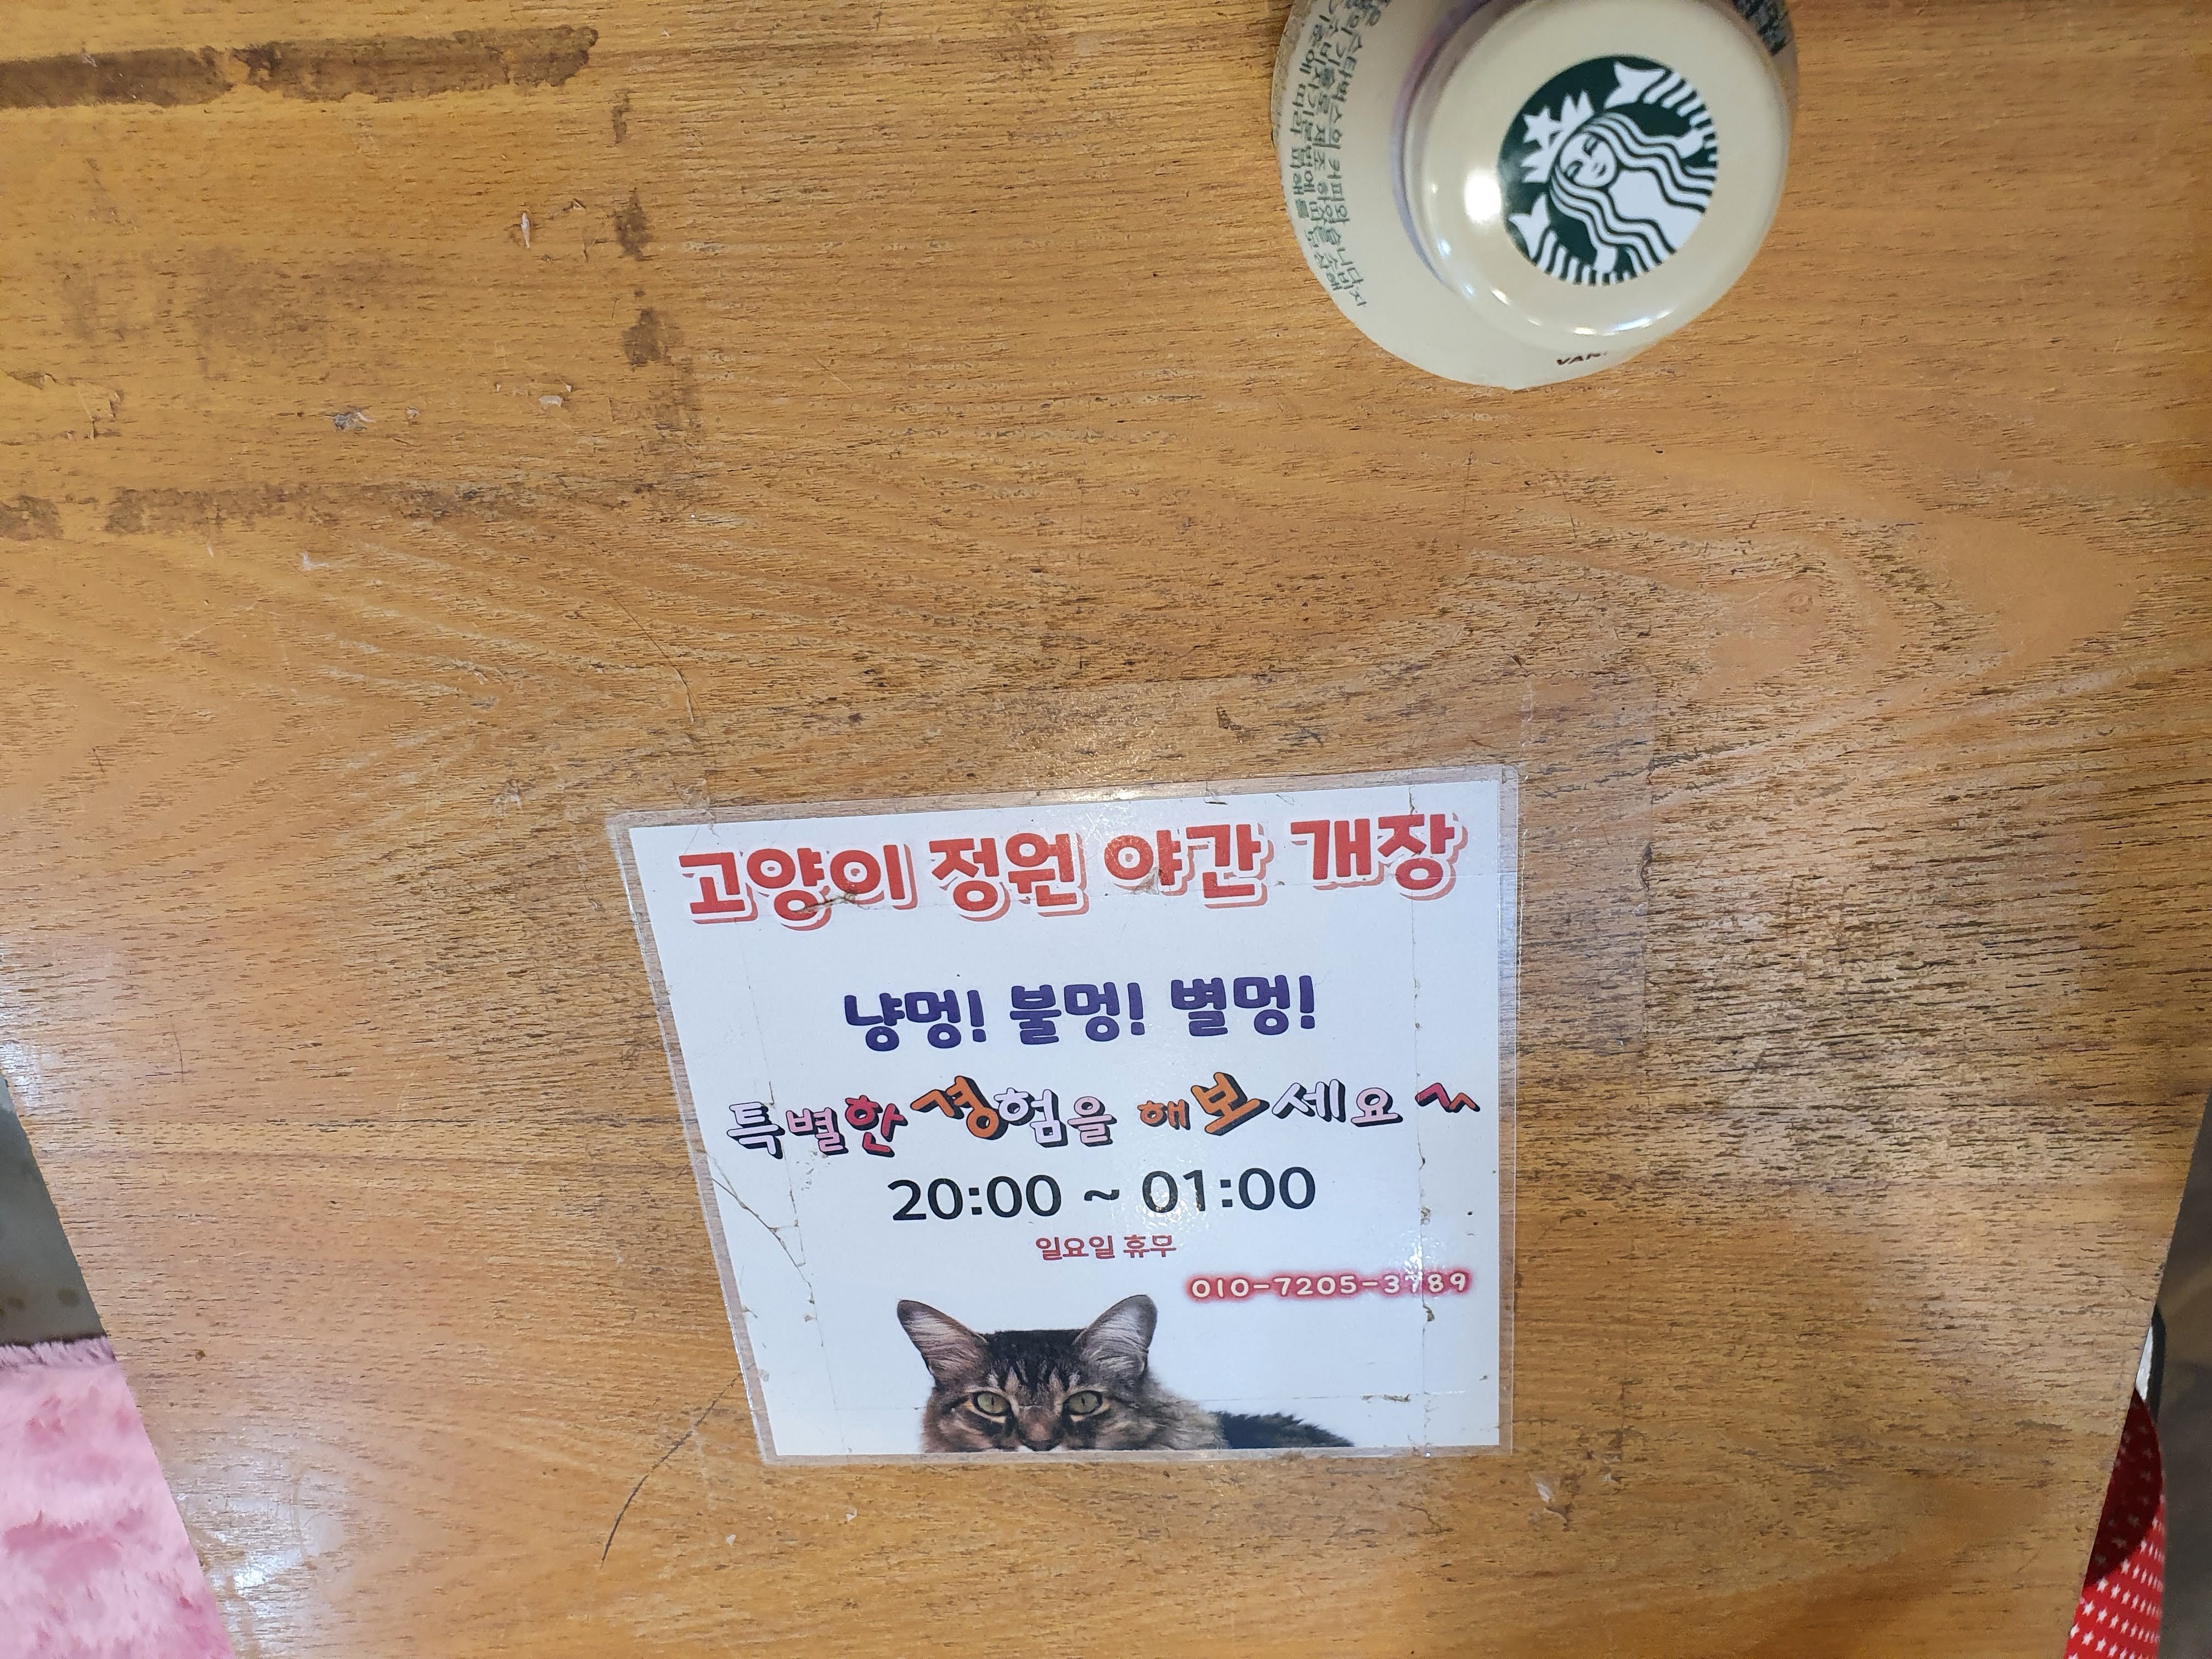 고양이 정원 야간 개장
냥멍! 불멍! 별멍!
특별한 경험을 해보세요~
20:00 ~ 01:00
일요일 휴무
010-7205-3789